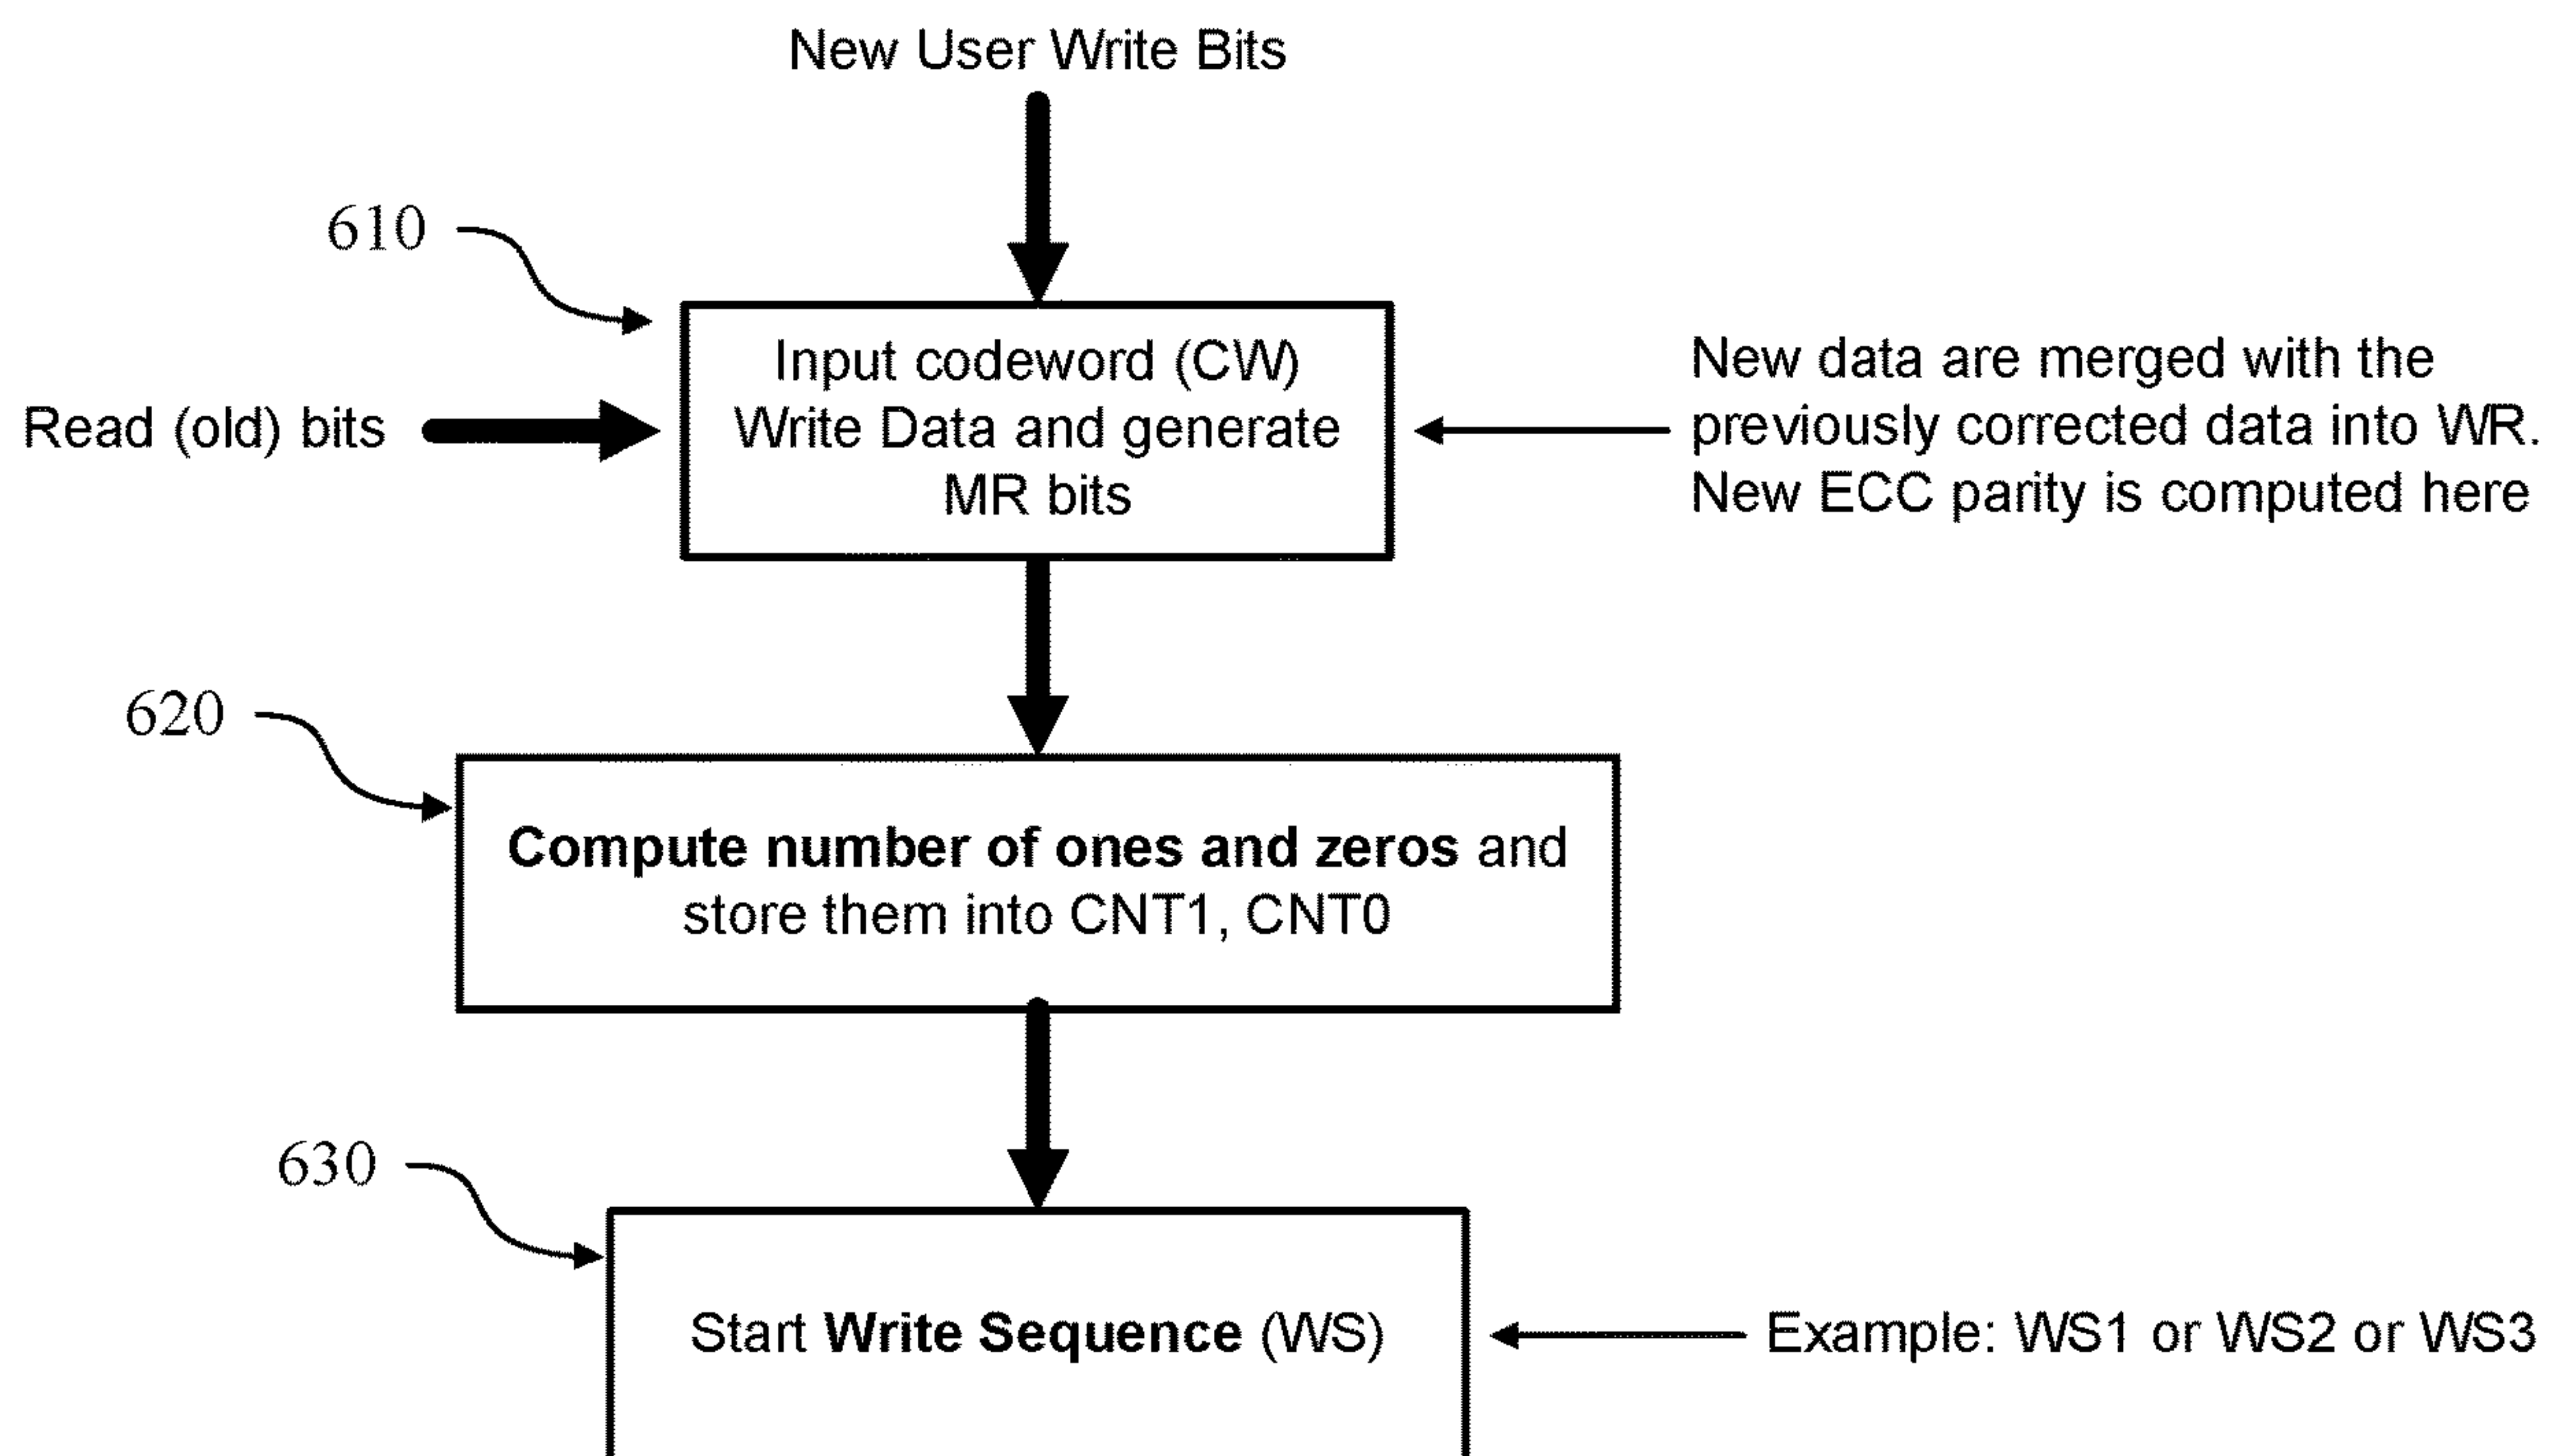 New User Write Bits
610
Input codeword (CW)
Write Data and generate
MR bits
Read (old) bits
New data are merged with the
previously corrected data into WR.
New ECC parity is computed here
620
Compute number of ones and zeros and
store them into CNT1, CNT0
630
Start Write Sequence (WS)
Example: WS1 or WS2 or WS3